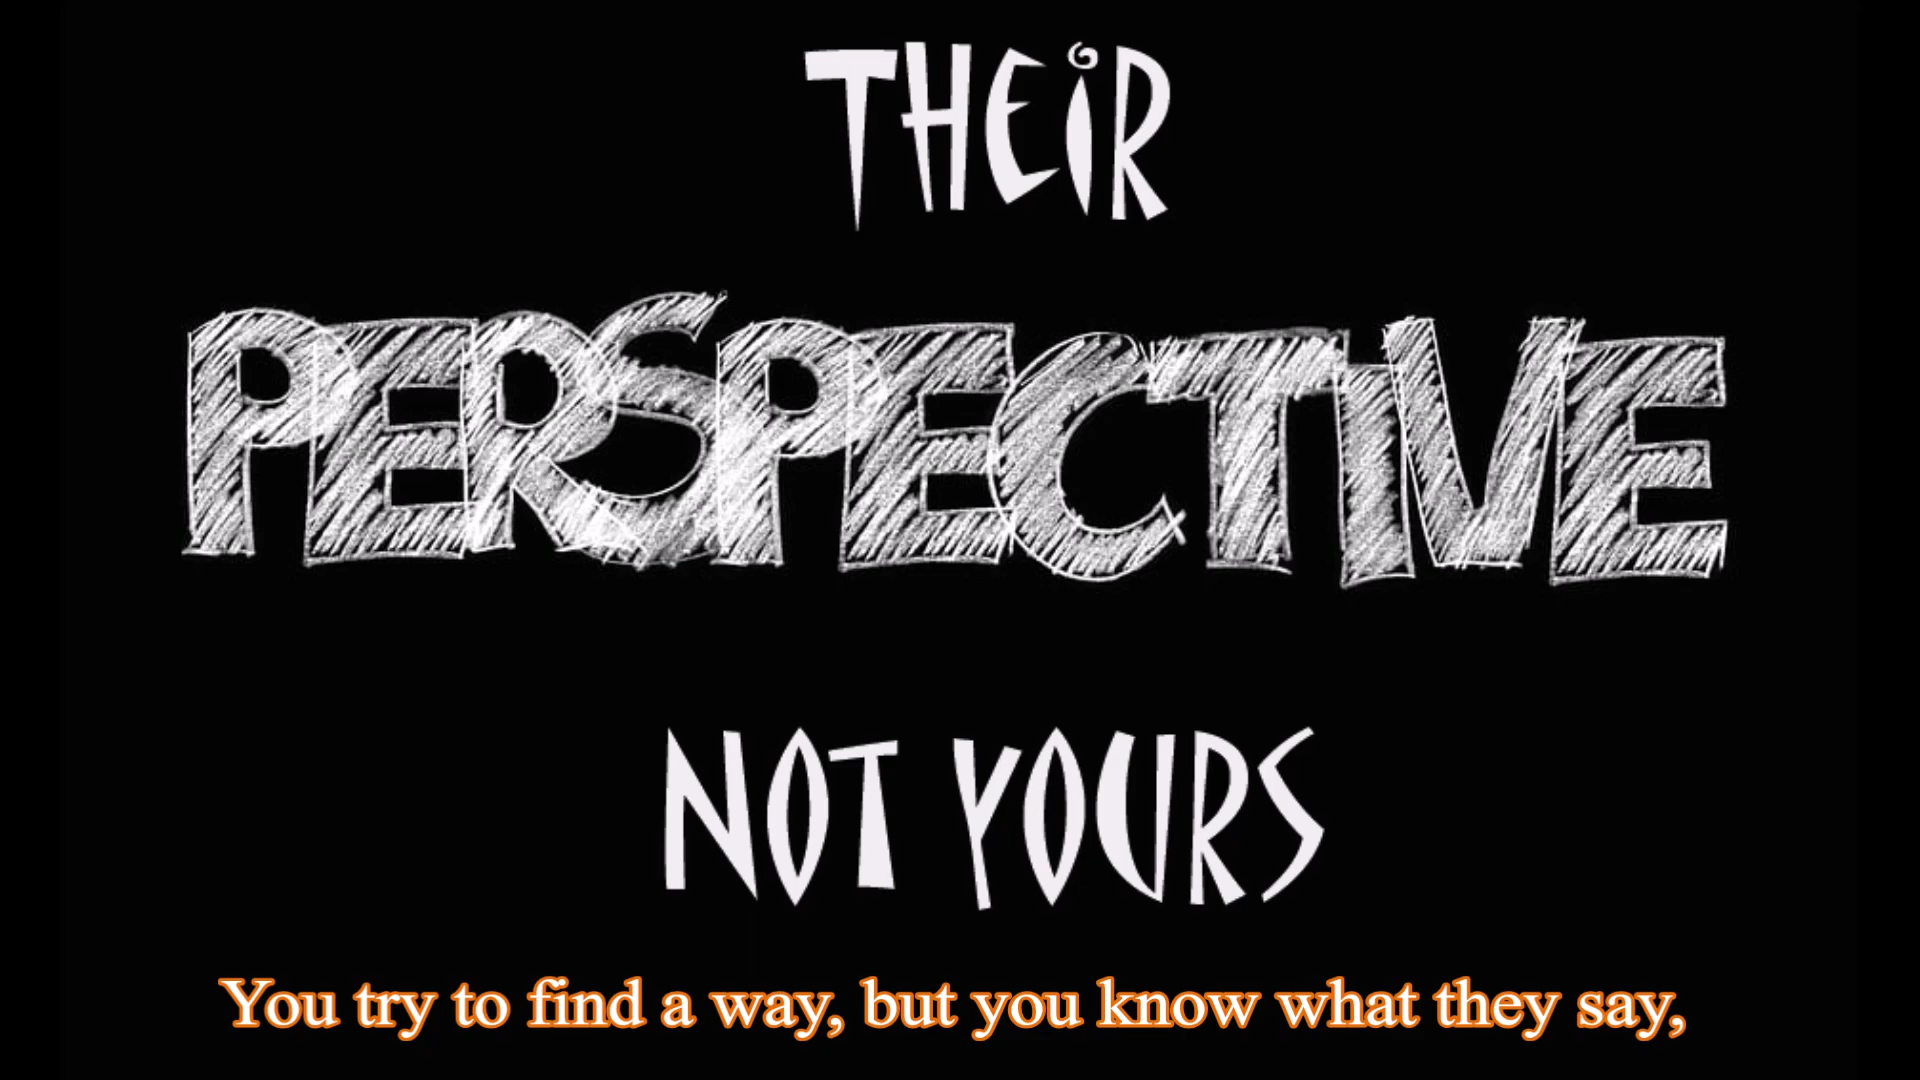 THEiR
PERSPECTIVE
NOT YOURS
You try to find a way, but you know what they say,